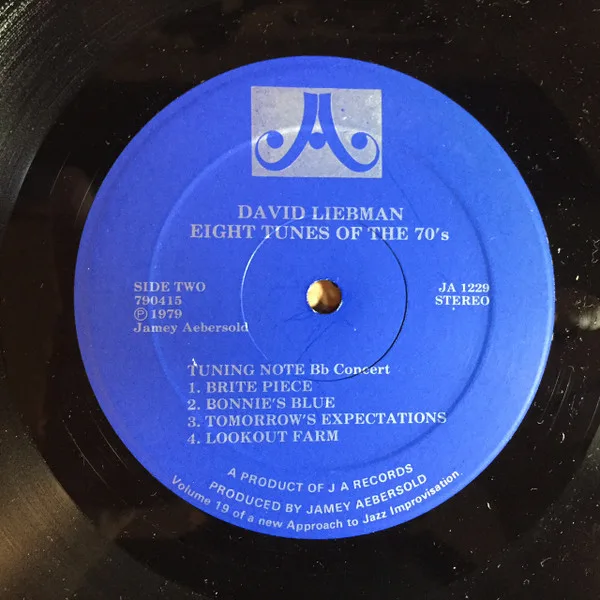 DAVID LIEBMAN
EIGHT TUNES OF THE 70's
SIDE TWO
790415
Ⓟ 1979
Jamey Aebersold
JA 1229
STEREO
TUNING NOTE Bb Concert
1. BRITE PIECE
2. BONNIE'S BLUE
3. TOMORROW'S EXPECTATIONS
4. LOOKOUT FARM
A PRODUCT OF J A RECORDS
PRODUCED BY JAMEY AEBERSOLD
Volume 19 of a new Approach to Jazz Improvisation